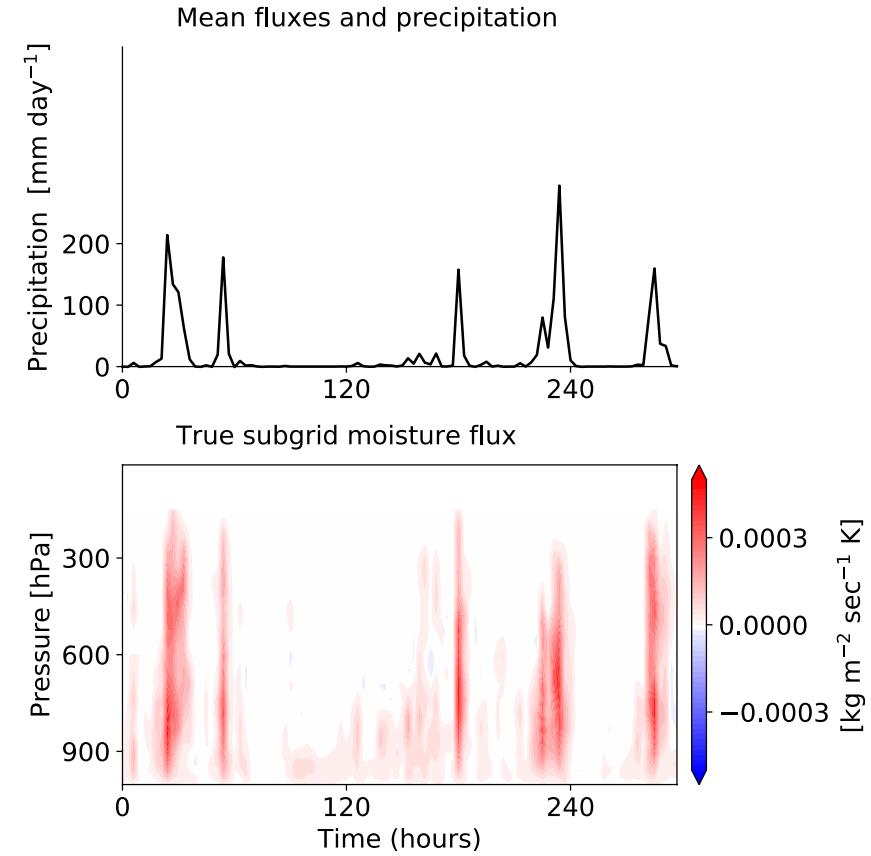 Mean fluxes and precipitation
Precipitation [mm day⁻¹]
200
100
0
0 120 240
True subgrid moisture flux
Pressure [hPa]
300
600
900
0 120 240
Time (hours)
0.0003
0.0000
−0.0003
[kg m⁻² sec⁻¹ K]